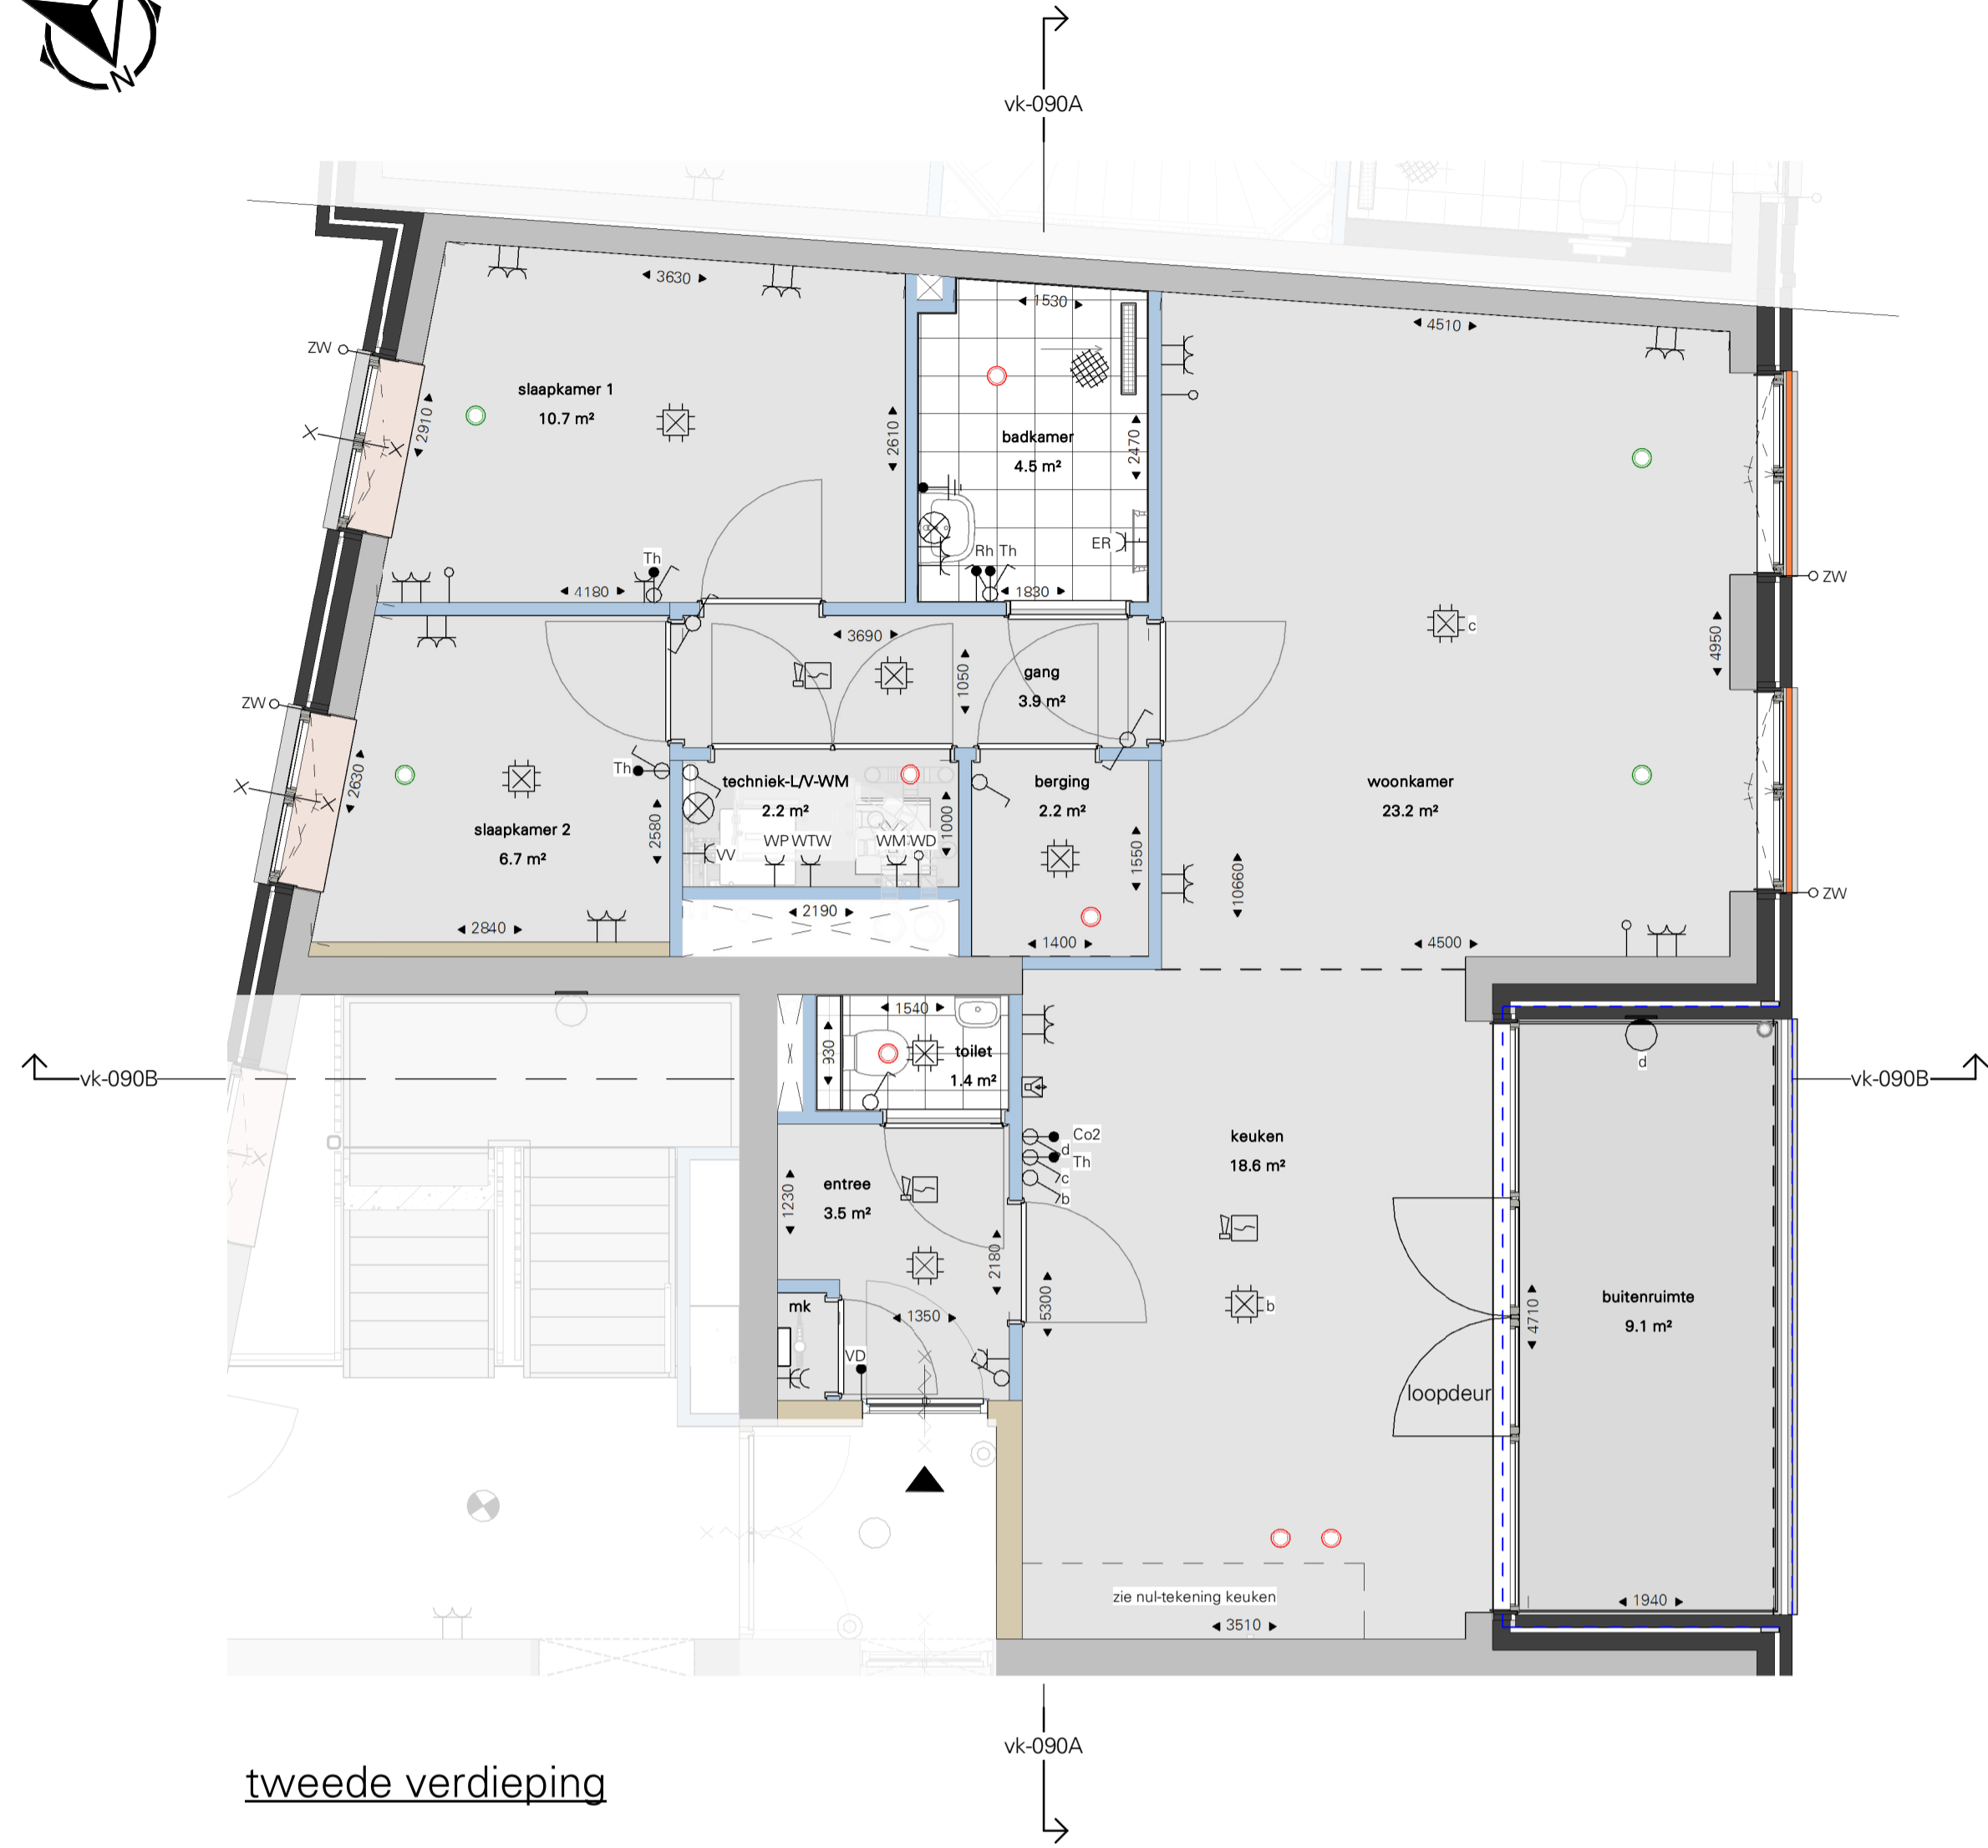 N
vk-090A
3630
1530
4510
ZW
slaapkamer 1
10.7 m²
2910
2610
badkamer
4.5 m²
2470
Th
4180
Rh Th
1830
ER
ZW
c
4950
3690
1050
gang
3.9 m²
ZW
2630
Th
slaapkamer 2
6.7 m²
2580
2840
techniek-L/V-WM
2.2 m²
1000
VV
WP WTW
WM WD
2190
berging
2.2 m²
1550
1400
woonkamer
23.2 m²
10660
4500
ZW
vk-090B
1540
930
toilet
1.4 m²
d
vk-090B
Co2
d
Th
c
b
keuken
18.6 m²
entree
3.5 m²
1230
2180
5300
mk
1350
VD
b
4710
buitenruimte
9.1 m²
loopdeur
zie nul-tekening keuken
3510
1940
vk-090A
tweede verdieping